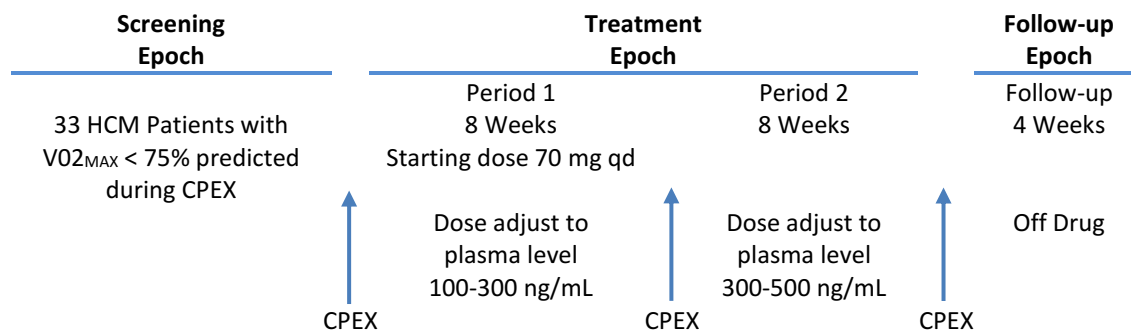 Screening
Epoch
Treatment
Epoch
Follow-up
Epoch
33 HCM Patients with
V02MAX < 75% predicted
during CPEX
Period 1
8 Weeks
Starting dose 70 mg qd
Dose adjust to
plasma level
100-300 ng/mL
Period 2
8 Weeks
Dose adjust to
plasma level
300-500 ng/mL
Follow-up
4 Weeks
Off Drug
CPEX
CPEX
CPEX